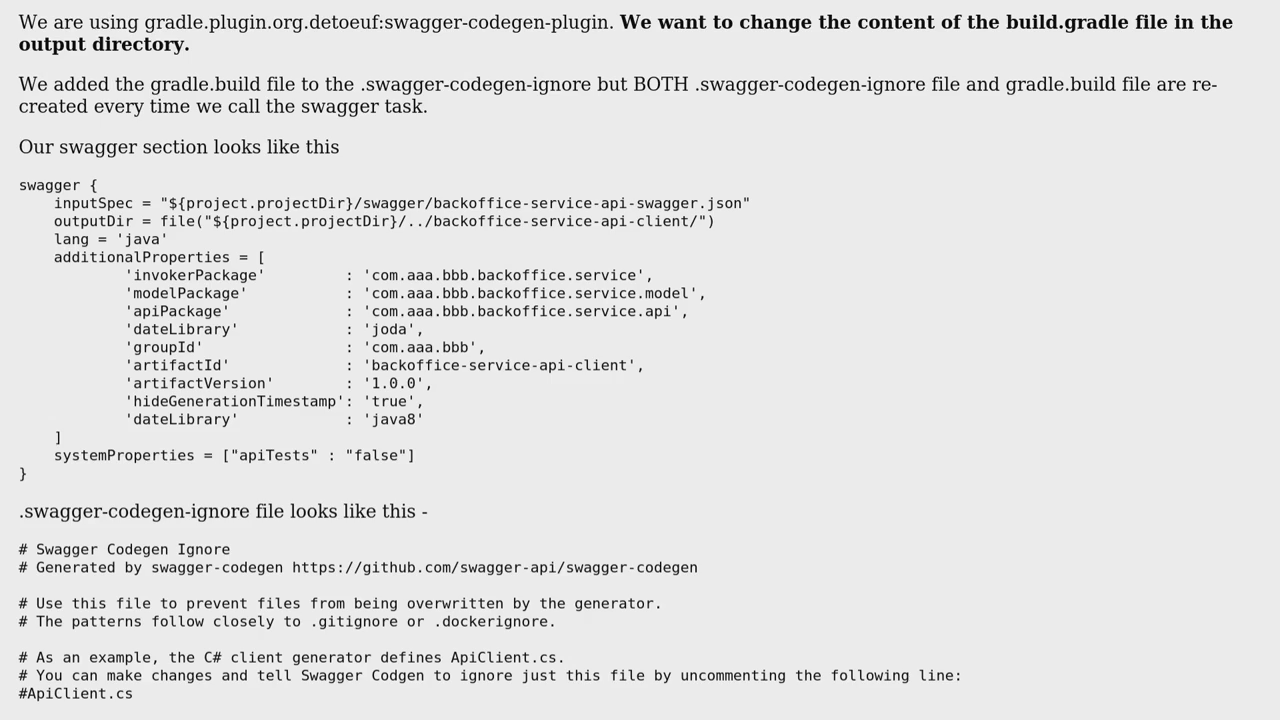 We are using gradle.plugin.org.detoeuf:swagger-codegen-plugin. We want to change the content of the build.gradle file in the
output directory.
We added the gradle.build file to the .swagger-codegen-ignore but BOTH .swagger-codegen-ignore file and gradle.build file are re-
created every time we call the swagger task.
Our swagger section looks like this
swagger {
    inputSpec = "${project.projectDir}/swagger/backoffice-service-api-swagger.json"
    outputDir = file("${project.projectDir}/../backoffice-service-api-client/")
    lang = 'java'
    additionalProperties = [
            'invokerPackage'         : 'com.aaa.bbb.backoffice.service',
            'modelPackage'           : 'com.aaa.bbb.backoffice.service.model',
            'apiPackage'             : 'com.aaa.bbb.backoffice.service.api',
            'dateLibrary'            : 'joda',
            'groupId'                : 'com.aaa.bbb',
            'artifactId'             : 'backoffice-service-api-client',
            'artifactVersion'        : '1.0.0',
            'hideGenerationTimestamp': 'true',
            'dateLibrary'            : 'java8'
    ]
    systemProperties = ["apiTests" : "false"]
}
.swagger-codegen-ignore file looks like this -
# Swagger Codegen Ignore
# Generated by swagger-codegen https://github.com/swagger-api/swagger-codegen
# Use this file to prevent files from being overwritten by the generator.
# The patterns follow closely to .gitignore or .dockerignore.
# As an example, the C# client generator defines ApiClient.cs.
# You can make changes and tell Swagger Codgen to ignore just this file by uncommenting the following line:
#ApiClient.cs